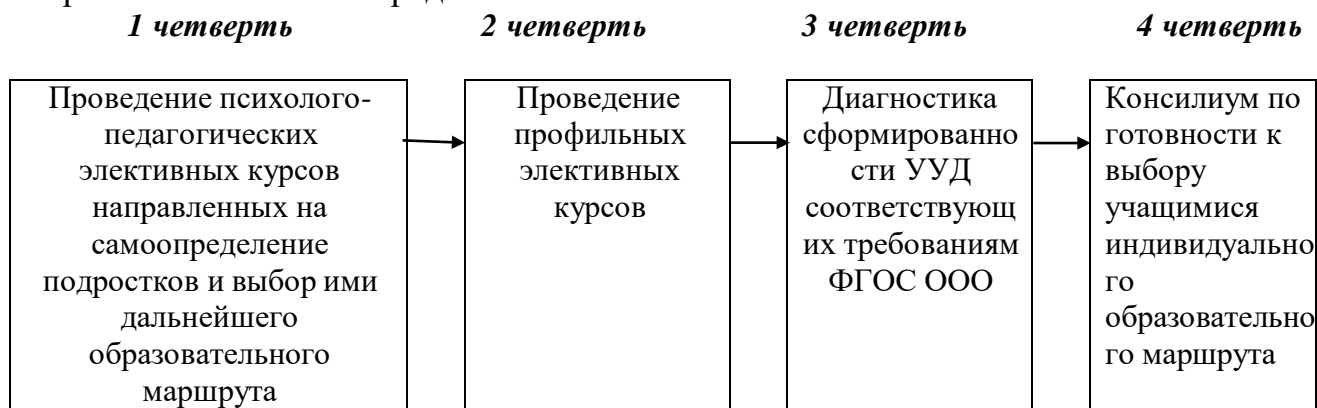 1 четверть
2 четверть
3 четверть
4 четверть
Проведение психолого-
педагогических
элективных курсов
направленных на
самоопределение
подростков и выбор ими
дальнейшего
образовательного
маршрута
Проведение
профильных
элективных
курсов
Диагностика
сформированно
сти УУД
соответствующ
их требованиям
ФГОС ООО
Консилиум по
готовности к
выбору
учащимися
индивидуально
го
образовательно
го маршрута